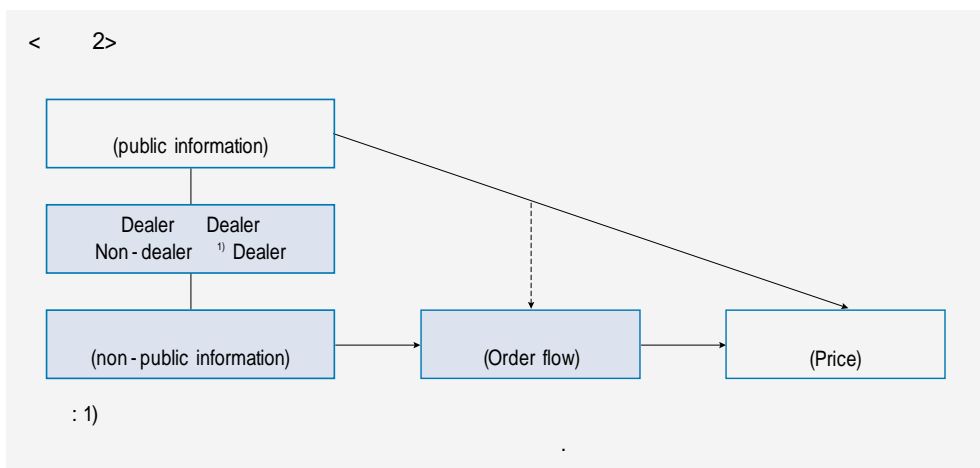 < 2>
(public information)
Dealer Dealer
Non - dealer 1) Dealer
(non - public information)
(Order flow)
(Price)
: 1)
.